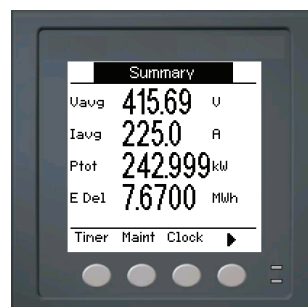 Summary
Vavg 415.69 V
Iavg 225.0 A
Ptot 242.999 kW
E Del 7.6700 MWh
Timer Maint Clock